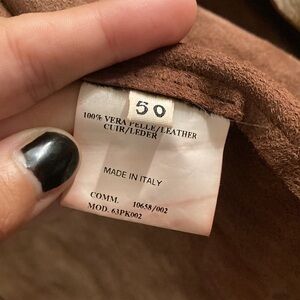 50
100% VERA PELLE/LEATHER
CUIR/LEDER
MADE IN ITALY
COMM. 10658/002
MOD. 63PK002